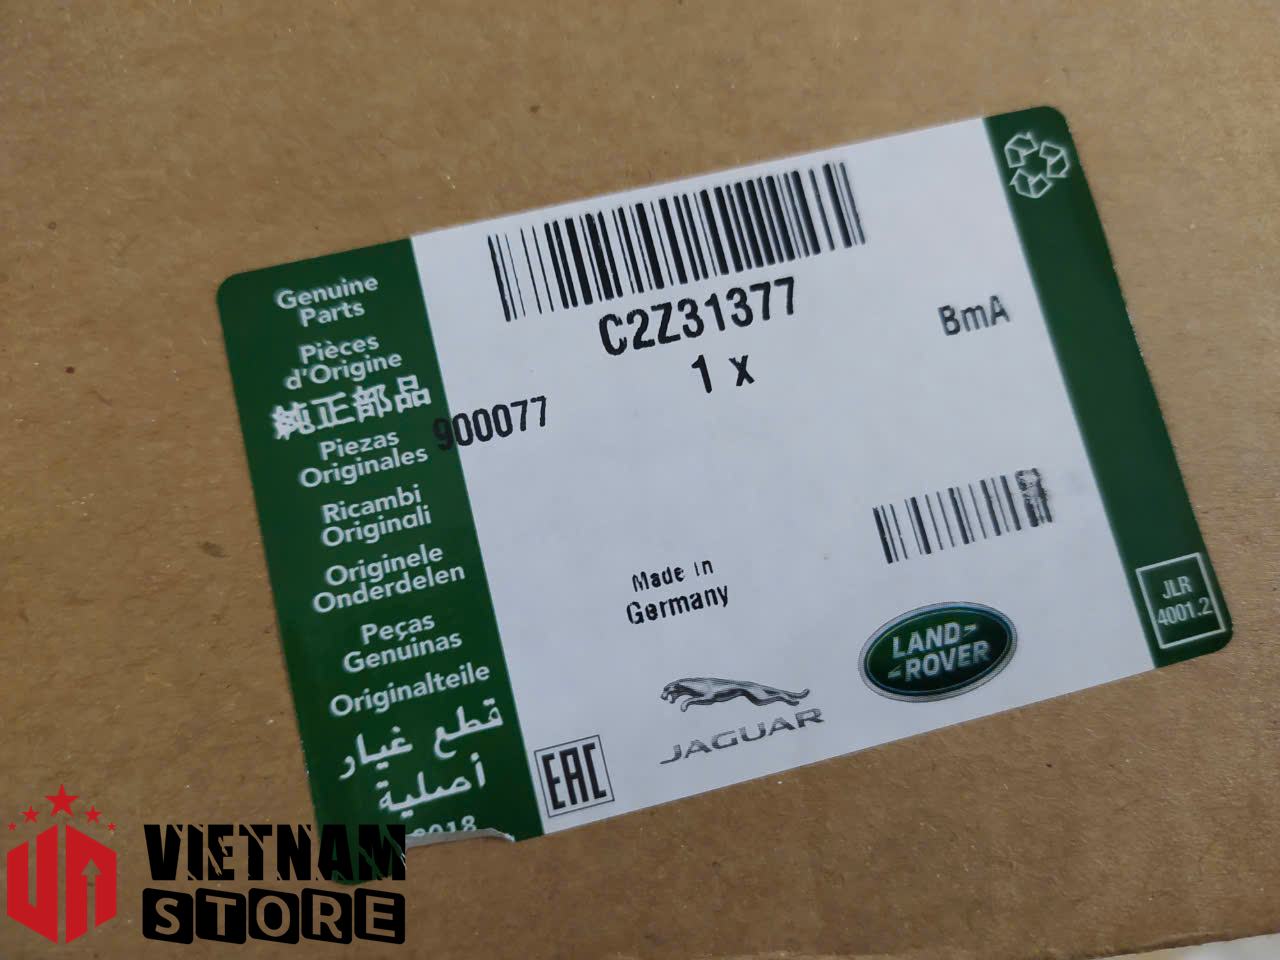 Genuine
Parts
Pièces
d'Origine
純正部品
Piezas
Originales
Ricambi
Originali
Originele
Onderdelen
Peças
Genuinas
Originalteile
قطع غيار
أصلية
2018
C2Z31377
1 x
BmA
900077
Made in
Germany
EAC
JAGUAR
LAND-
-ROVER
JLR
4001.2
VIETNAM
STORE